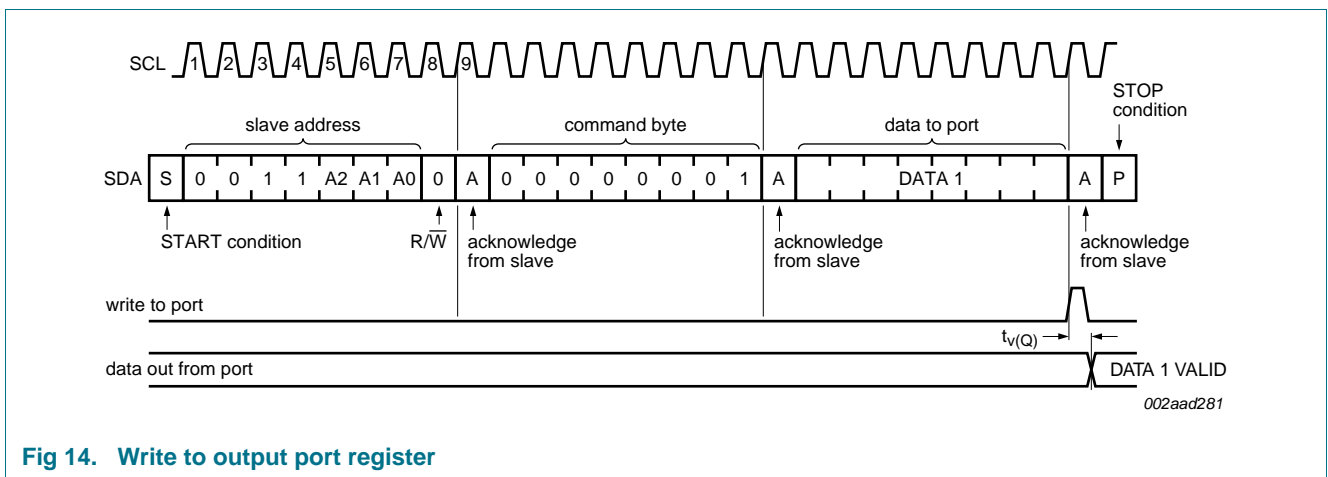 SCL 1 2 3 4 5 6 7 8 9
STOP
condition
slave address command byte data to port
SDA S 0 0 1 1 A2 A1 A0 0 A 0 0 0 0 0 0 0 1 A DATA 1 A P
START condition R/W̅ acknowledge acknowledge acknowledge
from slave from slave from slave
write to port
tv(Q)
data out from port DATA 1 VALID
002aad281
Fig 14. Write to output port register